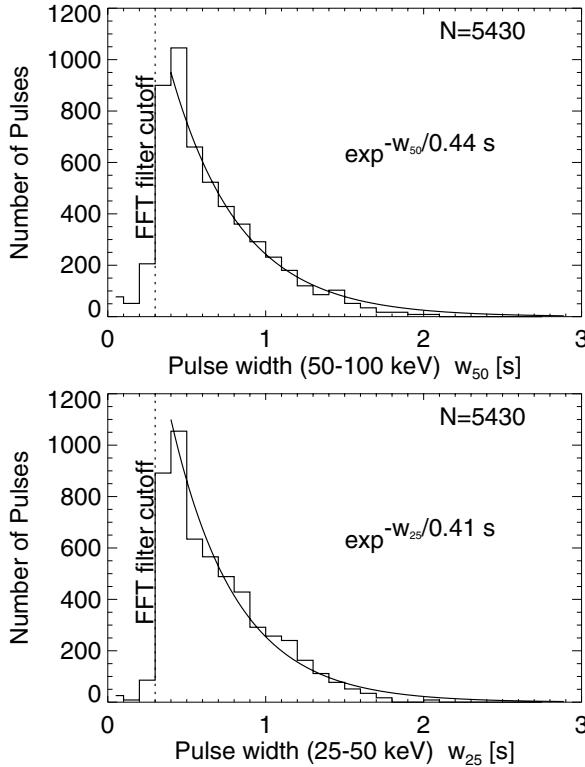 1200
1000
800
600
400
200
0
Number of Pulses
FFT filter cutoff
N=5430
exp-w50/0.44 s
0 1 2 3
Pulse width (50-100 keV) w50 [s]
1200
1000
800
600
400
200
0
Number of Pulses
FFT filter cutoff
N=5430
exp-w25/0.41 s
0 1 2 3
Pulse width (25-50 keV) w25 [s]